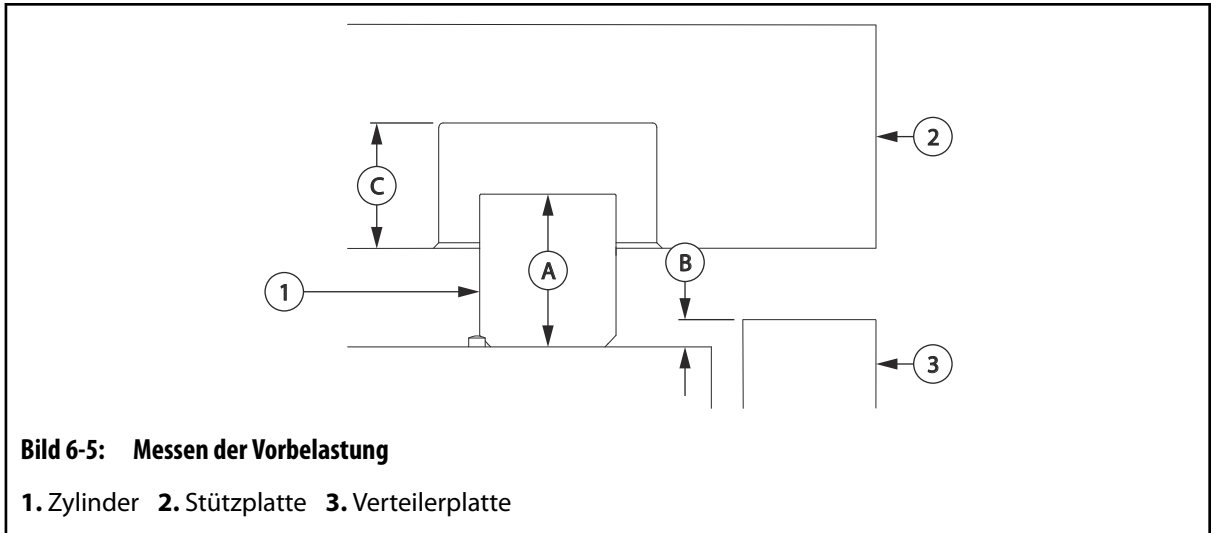 2
C
A
B
1
3
Bild 6-5: Messen der Vorbelastung
1. Zylinder 2. Stützplatte 3. Verteilerplatte